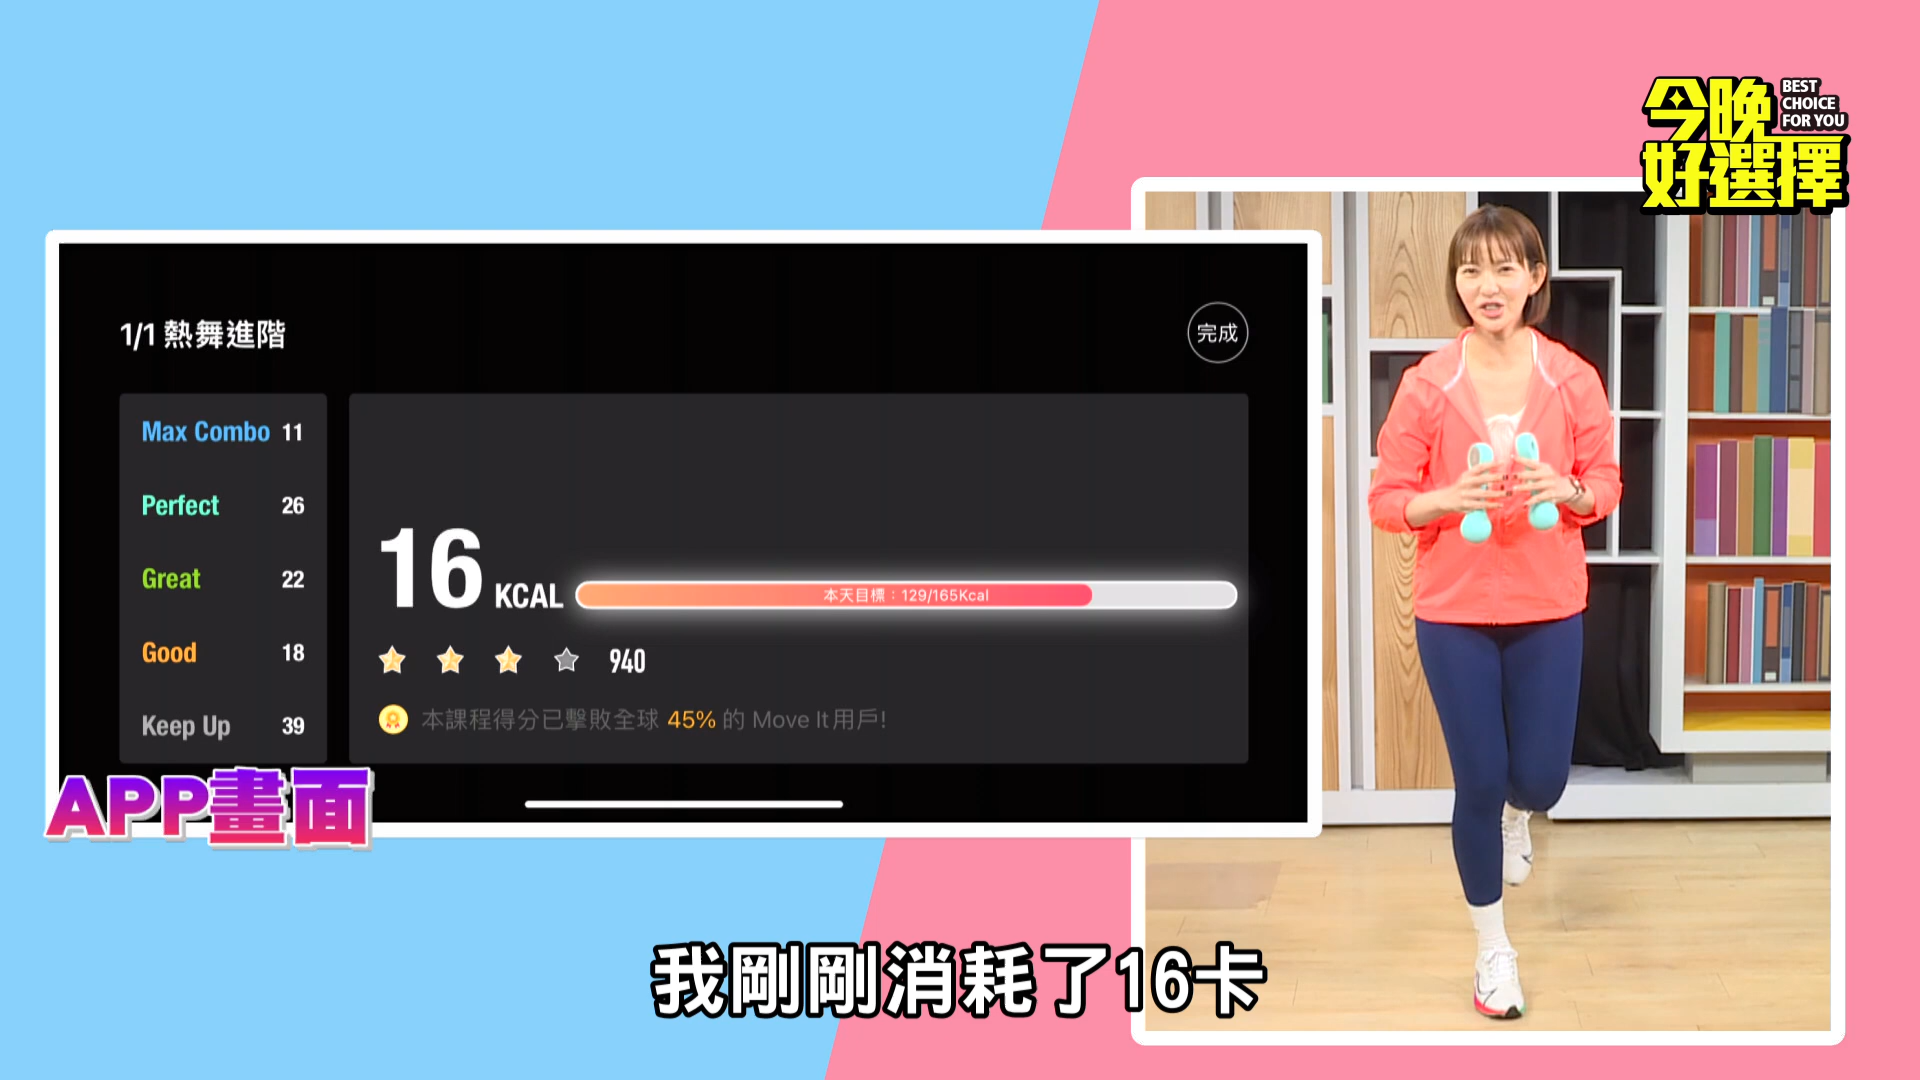 今晚
好選擇
BEST
CHOICE
FOR YOU
1/1 熱舞進階
完成
Max Combo 11
Perfect 26
Great 22
Good 18
Keep Up 39
16 KCAL
本天目標：129/165Kcal
940
本課程得分已擊敗全球 45% 的 Move It用戶!
APP畫面
我剛剛消耗了16卡